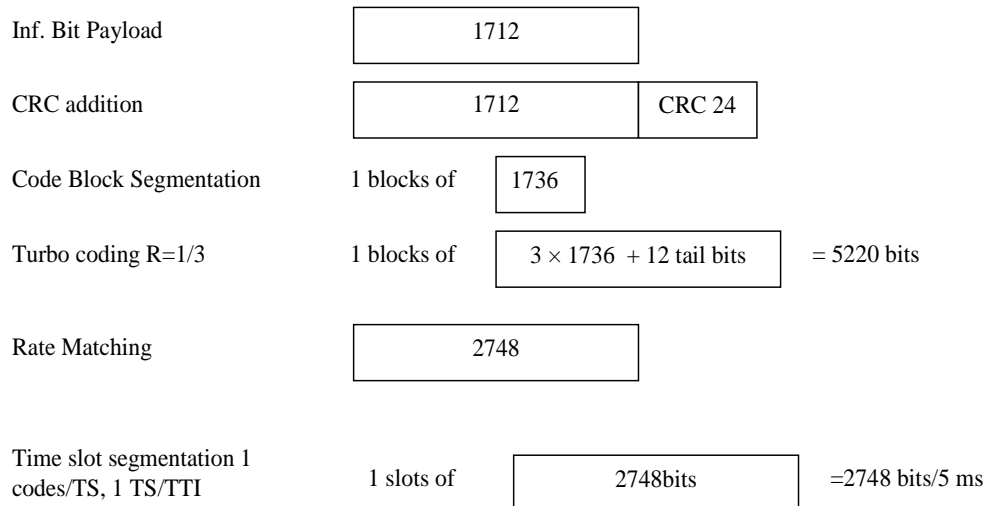 Inf. Bit Payload 1712
CRC addition 1712 CRC 24
Code Block Segmentation 1 blocks of 1736
Turbo coding R=1/3 1 blocks of 3 × 1736 + 12 tail bits = 5220 bits
Rate Matching 2748
Time slot segmentation 1
codes/TS, 1 TS/TTI 1 slots of 2748bits =2748 bits/5 ms